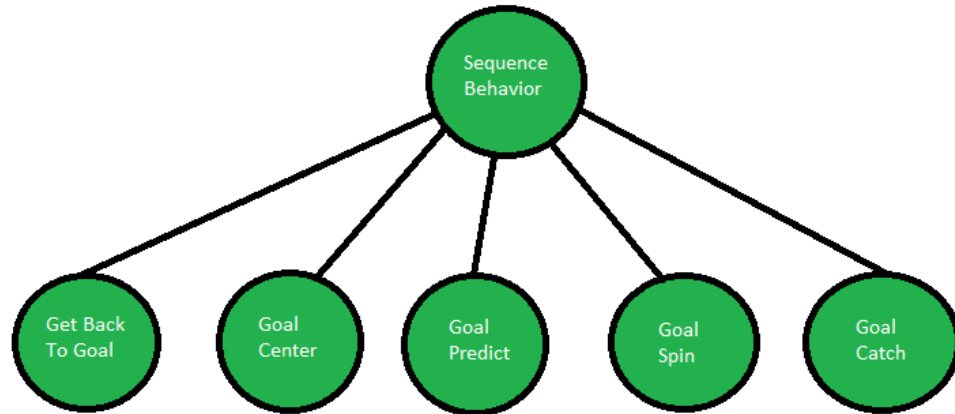 Sequence
Behavior
Get Back
To Goal
Goal
Center
Goal
Predict
Goal
Spin
Goal
Catch